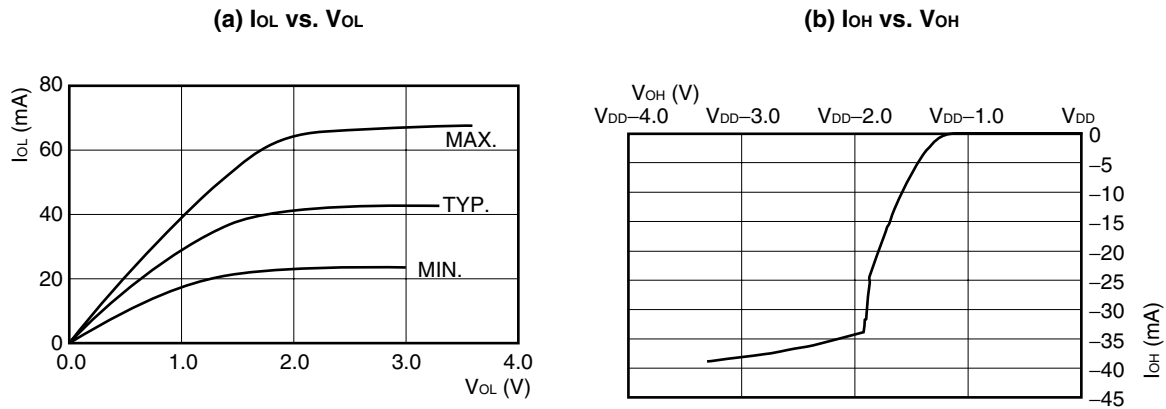 (a) IOL vs. VOL
IOL (mA)
80
60
40
20
0
MAX.
TYP.
MIN.
0.0 1.0 2.0 3.0 4.0
VOL (V)
(b) IOH vs. VOH
VOH (V)
VDD–4.0 VDD–3.0 VDD–2.0 VDD–1.0 VDD
0
–5
–10
–15
–20
–25
–30
–35
–40
–45
IOH (mA)